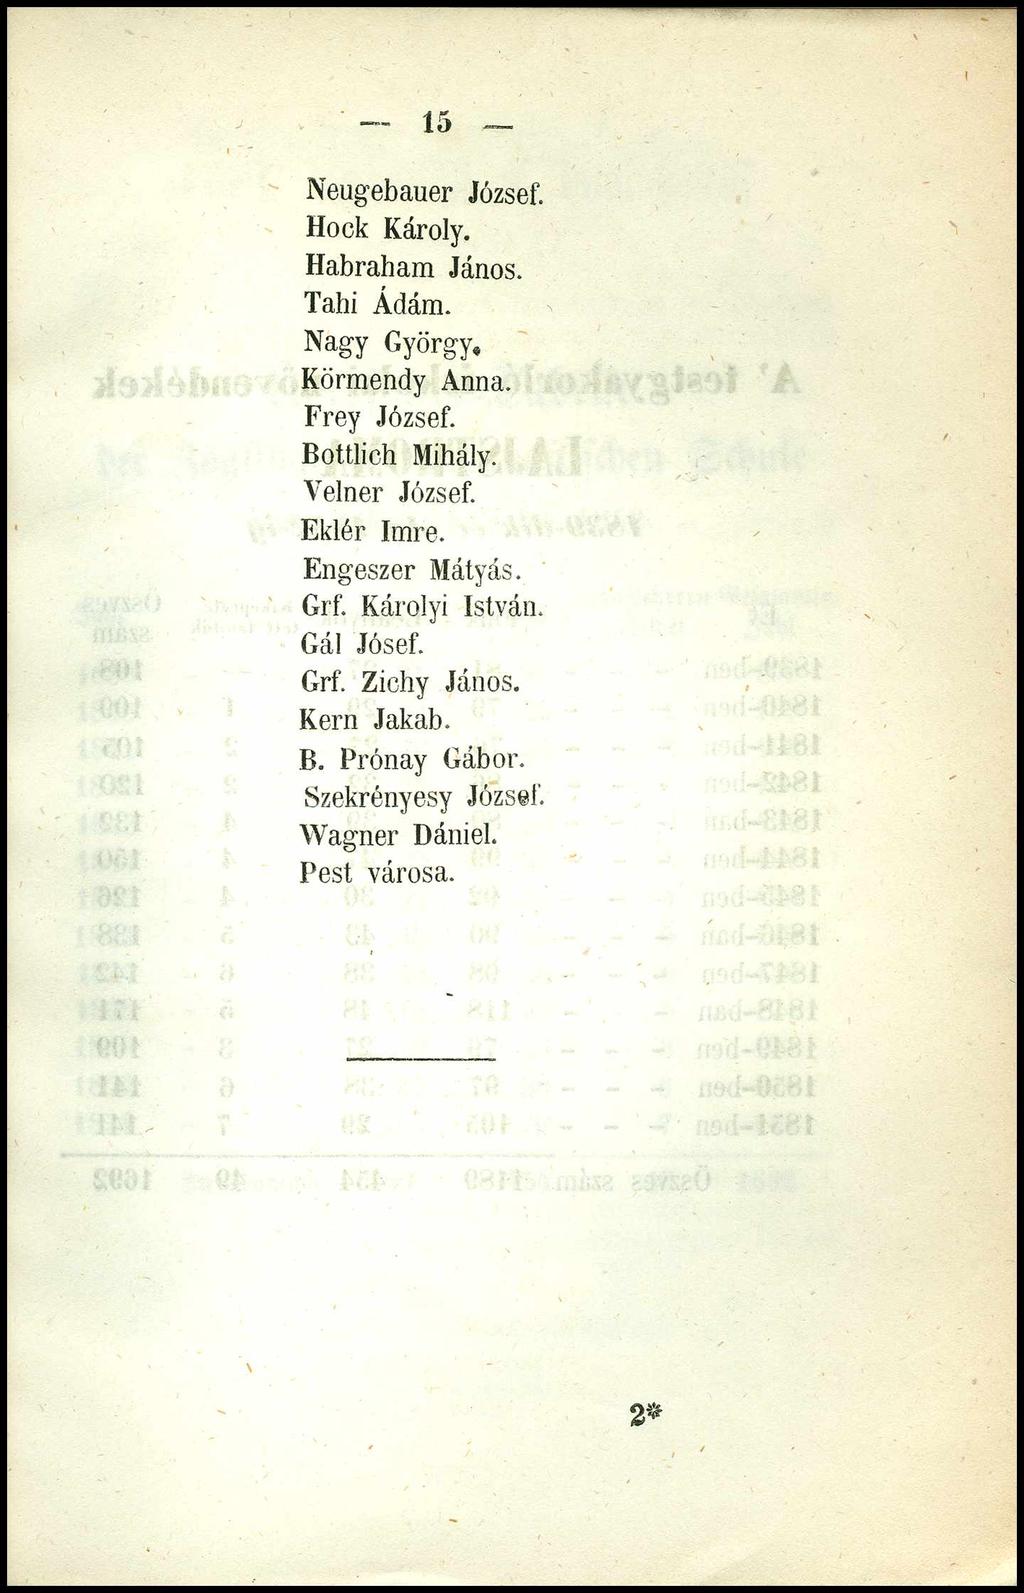 — 15 —
Neugebauer József.
Hock Károly.
Habraham János.
Tahi Ádám.
Nagy György.
Körmendy Anna.
Frey József.
Bottlich Mihály.
Velner József.
Eklér Imre.
Engeszer Mátyás.
Grf. Károlyi István.
Gál Jósef.
Grf. Zichy János.
Kern Jakab.
B. Prónay Gábor.
Szekrényesy József.
Wagner Dániel.
Pest városa.
2*